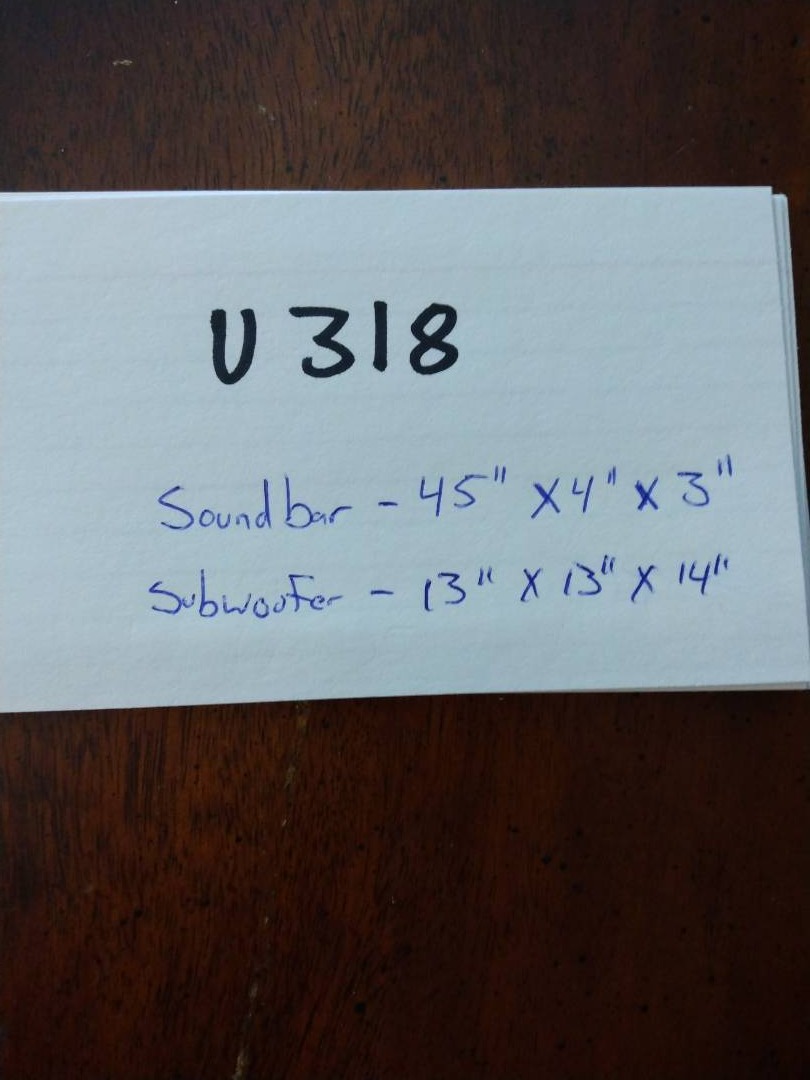 U 318
Soundbar - 45" X 4" X 3"
Subwoofer - 13" X 13" X 14"